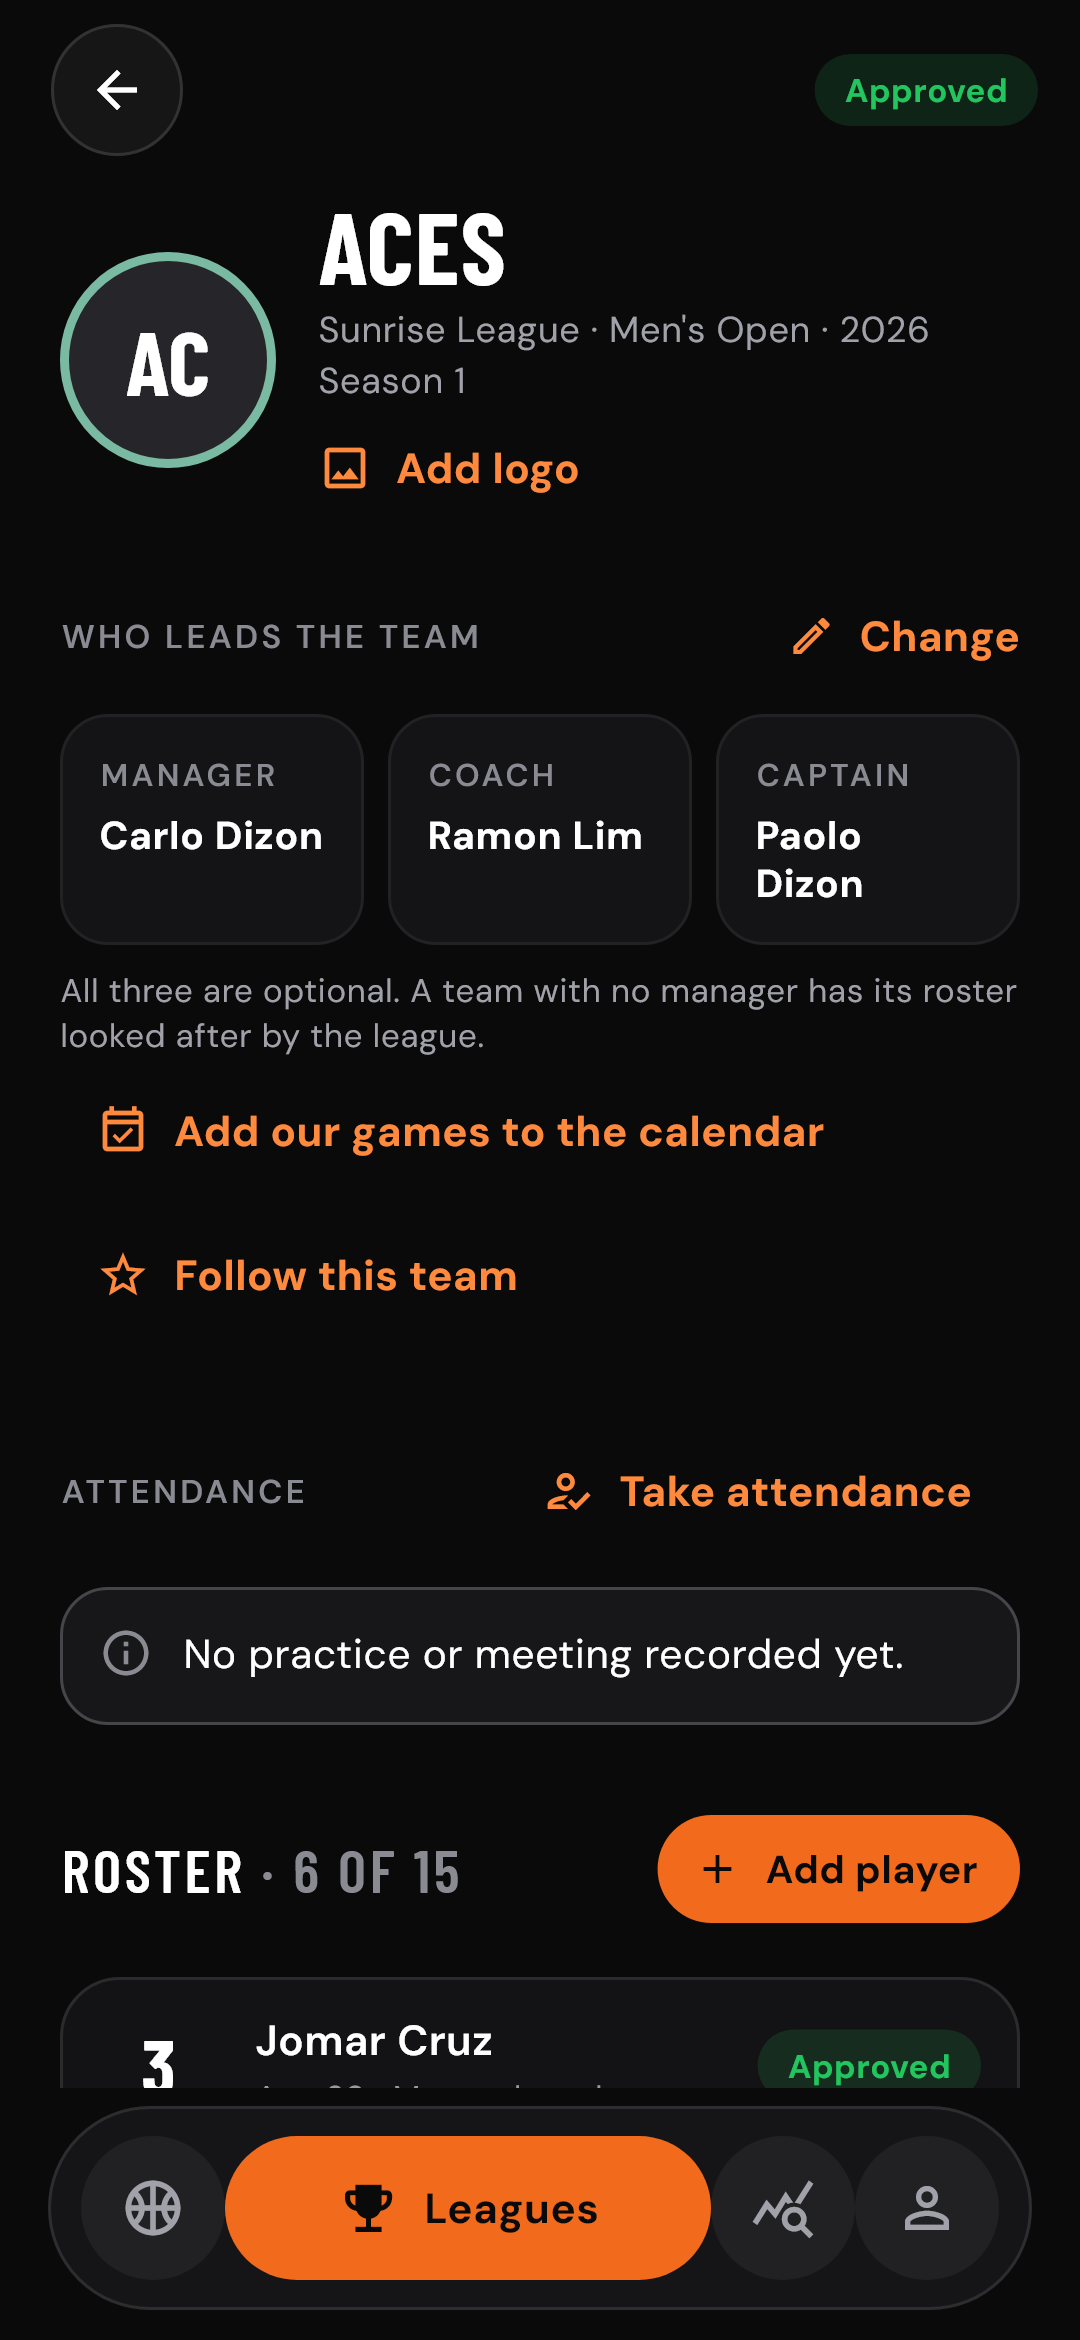 Approved
ACES
AC
Sunrise League · Men's Open · 2026
Season 1
Add logo
WHO LEADS THE TEAM
Change
MANAGER
Carlo Dizon
COACH
Ramon Lim
CAPTAIN
Paolo
Dizon
All three are optional. A team with no manager has its roster
looked after by the league.
Add our games to the calendar
Follow this team
ATTENDANCE
Take attendance
No practice or meeting recorded yet.
ROSTER · 6 OF 15
Add player
3
Jomar Cruz
Approved
Leagues